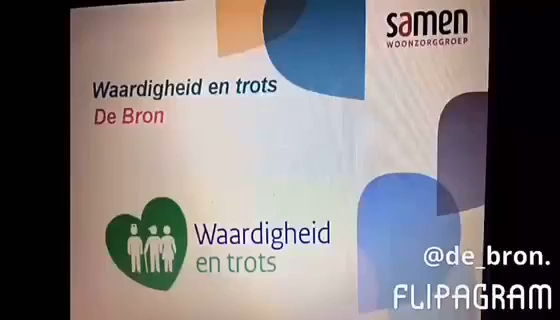 samen
WOONZORGGROEP
Waardigheid en trots
De Bron
Waardigheid
en trots
@de_bron.
FLIPAGRAM